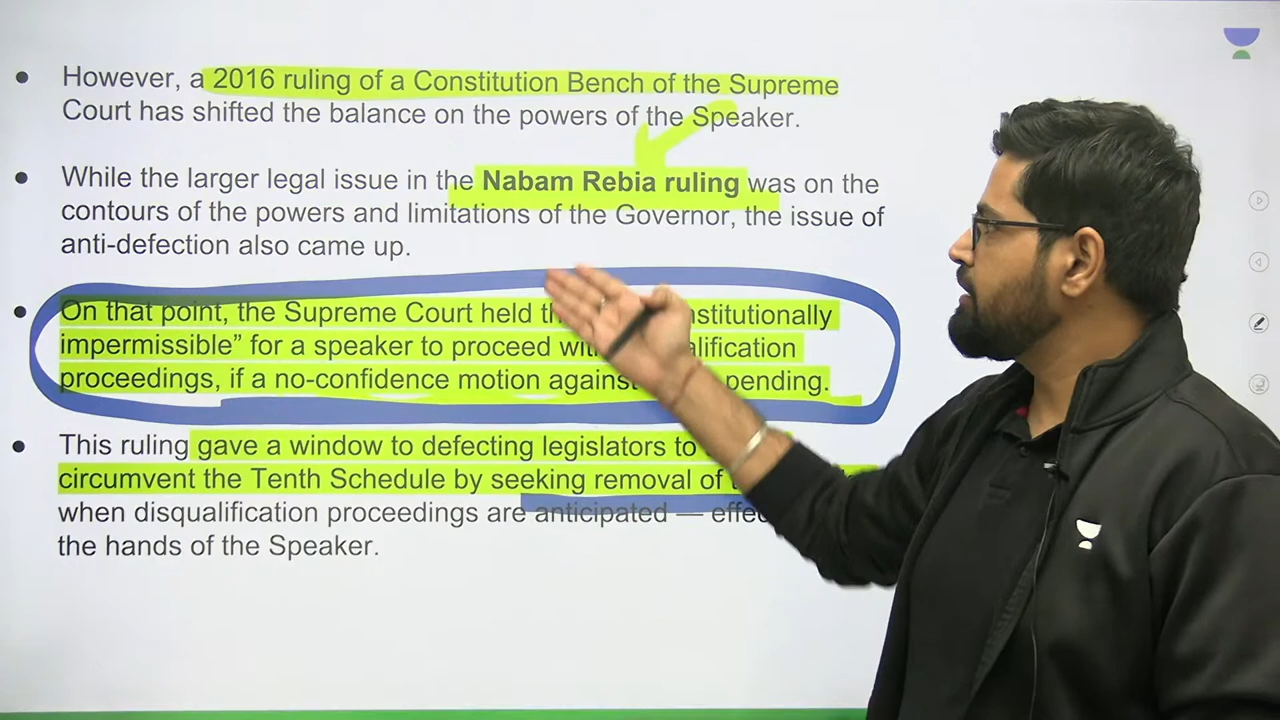 • However, a 2016 ruling of a Constitution Bench of the Supreme
Court has shifted the balance on the powers of the Speaker.
• While the larger legal issue in the Nabam Rebia ruling was on the
contours of the powers and limitations of the Governor, the issue of
anti-defection also came up.
• On that point, the Supreme Court held
impermissible” for a speaker to proceed
proceedings, if a no-confidence motion against pending.
• This ruling gave a window to defecting legislators to
circumvent the Tenth Schedule by seeking removal of
when disqualification proceedings are anticipated —
the hands of the Speaker.